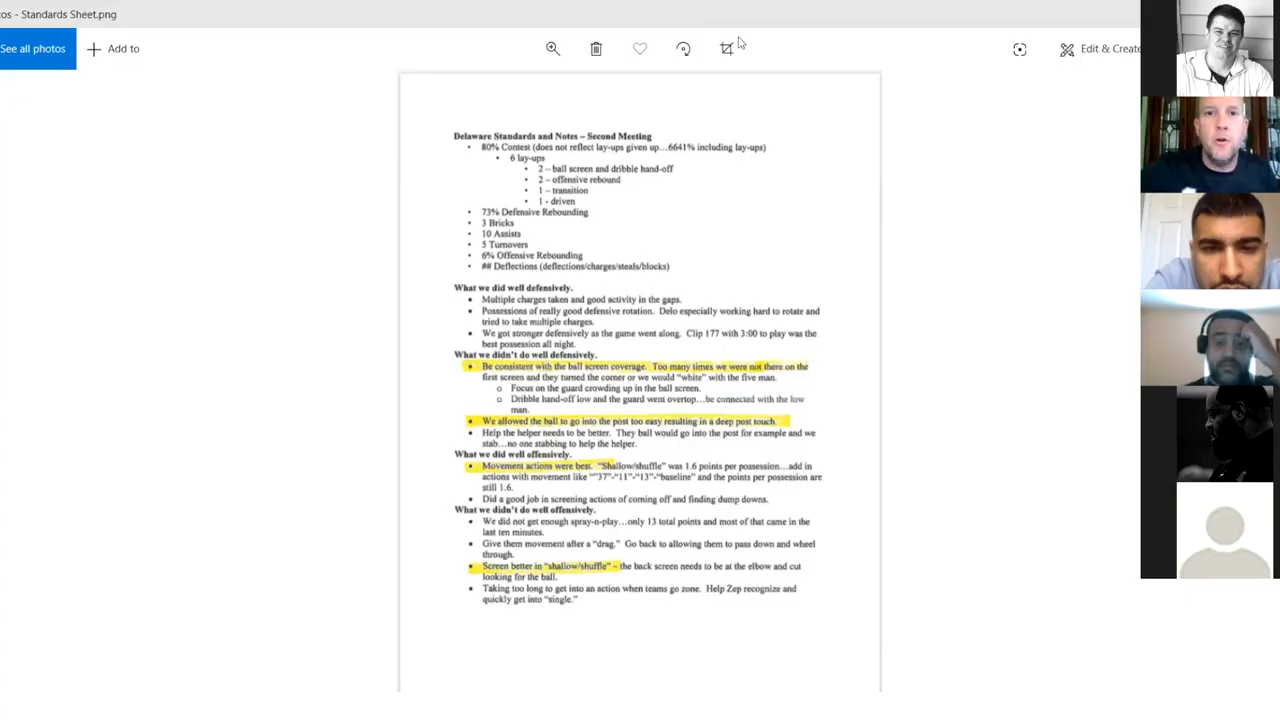 os - Standards Sheet.png
See all photos
Add to
Edit & Create
Delaware Standards and Notes – Second Meeting
• 80% Contest (does not reflect lay-ups given up…6641% including lay-ups)
• 6 lay-ups
• 2 – ball screen and dribble hand-off
• 2 – offensive rebound
• 1 – transition
• 1 - driven
• 73% Defensive Rebounding
• 3 Bricks
• 10 Assists
• 5 Turnovers
• 6% Offensive Rebounding
• ## Deflections (deflections/charges/steals/blocks)
What we did well defensively.
• Multiple charges taken and good activity in the gaps.
• Possessions of really good defensive rotation. Delo especially working hard to rotate and
tried to take multiple charges.
• We got stronger defensively as the game went along. Clip 177 with 3:00 to play was the
best possession all night.
What we didn't do well defensively.
• Be consistent with the ball screen coverage. Too many times we were not there on the
first screen and they turned the corner or we would "white" with the five man.
o Focus on the guard crowding up in the ball screen.
o Dribble hand-off low and the guard went overtop…be connected with the low
man.
• We allowed the ball to go into the post too easy resulting in a deep post touch.
• Help the helper needs to be better. They ball would go into the post for example and we
stab…no one stabbing to help the helper.
What we did well offensively.
• Movement actions were best. "Shallow/shuffle" was 1.6 points per possession…add in
actions with movement like ""37"-"11"-"13"-"baseline" and the points per possession are
still 1.6.
• Did a good job in screening actions of coming off and finding dump downs.
What we didn't do well offensively.
• We did not get enough spray-n-play…only 13 total points and most of that came in the
last ten minutes.
• Give them movement after a "drag." Go back to allowing them to pass down and wheel
through.
• Screen better in "shallow/shuffle" – the back screen needs to be at the elbow and cut
looking for the ball.
• Taking too long to get into an action when teams go zone. Help Zep recognize and
quickly get into "single."